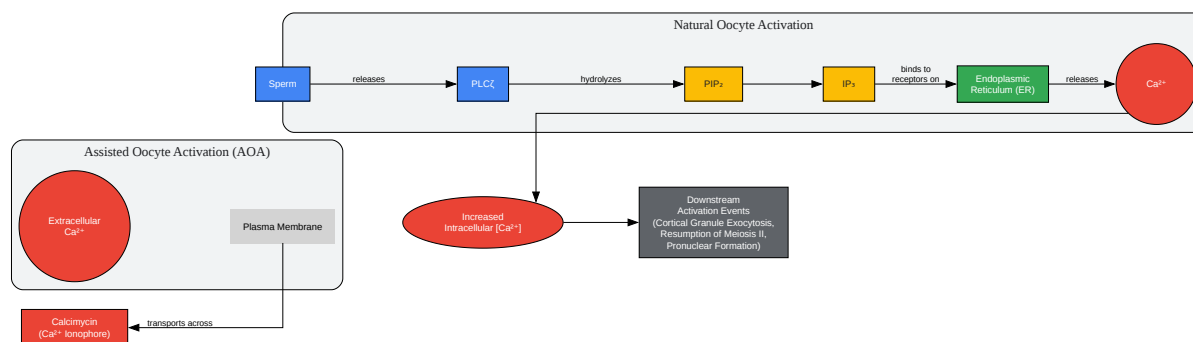 Natural Oocyte Activation
Sperm
releases
PLCζ
hydrolyzes
PIP₂
IP₃
binds to
receptors on
Endoplasmic
Reticulum (ER)
releases
Ca²⁺
Assisted Oocyte Activation (AOA)
Extracellular
Ca²⁺
Plasma Membrane
Increased
Intracellular [Ca²⁺]
Downstream
Activation Events
(Cortical Granule Exocytosis,
Resumption of Meiosis II,
Pronuclear Formation)
Calcimycin
(Ca²⁺ Ionophore)
transports across